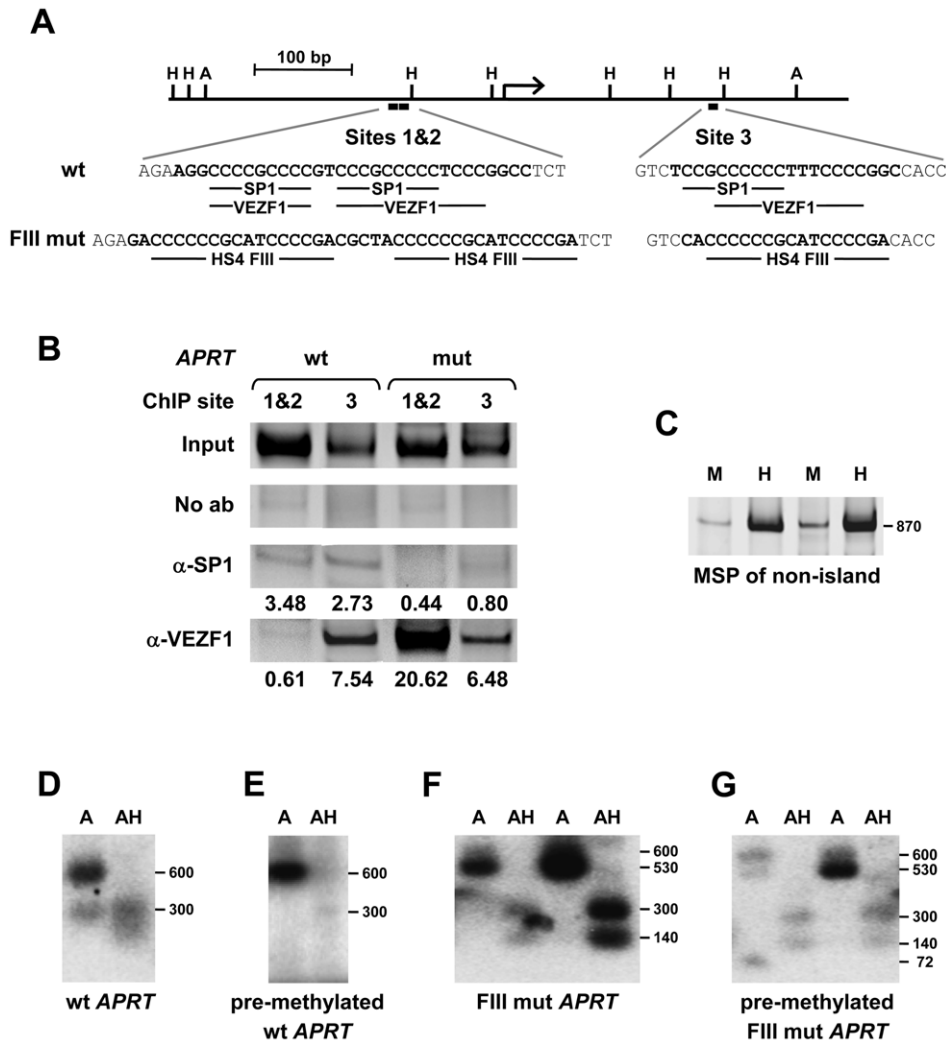 A
100 bp
H H A H H H H H A
Sites 1&2 Site 3
wt AGAAGGCCCCGCCCCGTCCCGCCCCCTCCCGGCCTCT GTCTCCGCCCCCCTTTCCCCGGCCACC
SP1 SP1 SP1
VEZF1 VEZF1 VEZF1
FIII mut AGAGACCCCCCGCATCCCCGACGCTACCCCCCGCATCCCCGATCT GTCCACCCCCCGCATCCCCGACACC
HS4 FIII HS4 FIII HS4 FIII
B
APRT wt mut
ChIP site 1&2 3 1&2 3
Input
No ab
α-SP1
3.48 2.73 0.44 0.80
α-VEZF1
0.61 7.54 20.62 6.48
C
M H M H
870
MSP of non-island
D
A AH
600
300
wt APRT
E
A AH
600
300
pre-methylated
wt APRT
F
A AH A AH
600
530
300
140
FIII mut APRT
G
A AH A AH
600
530
300
140
72
pre-methylated
FIII mut APRT